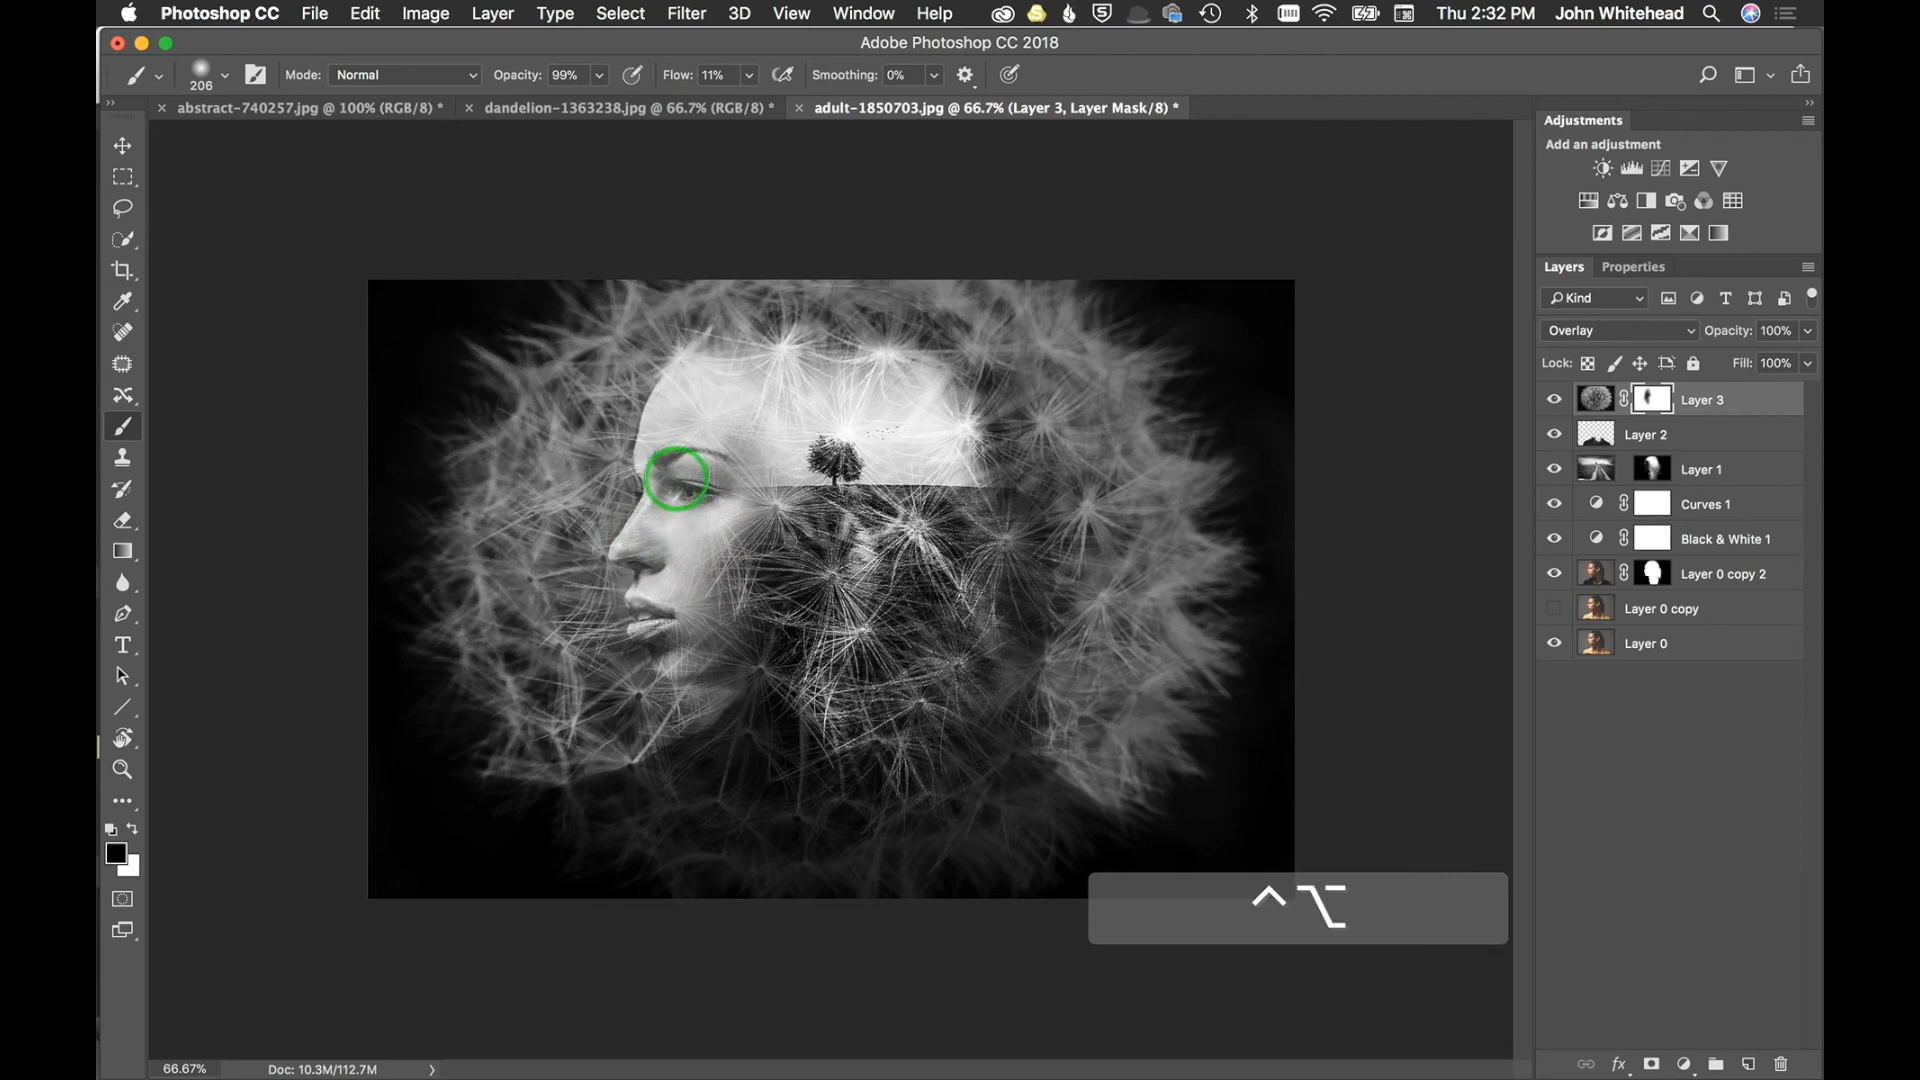 Photoshop CC File Edit Image Layer Type Select Filter 3D View Window Help Thu 2:32 PM John Whitehead
Adobe Photoshop CC 2018
206 Mode: Normal Opacity: 99% Flow: 11% Smoothing: 0%
abstract-740257.jpg @ 100% (RGB/8) * dandelion-1363238.jpg @ 66.7% (RGB/8) * adult-1850703.jpg @ 66.7% (Layer 3, Layer Mask/8) *
Adjustments
Add an adjustment
Layers Properties
Kind
Overlay Opacity: 100%
Lock: Fill: 100%
Layer 3
Layer 2
Layer 1
Curves 1
Black & White 1
Layer 0 copy 2
Layer 0 copy
Layer 0
⌃⌥
66.67% Doc: 10.3M/112.7M